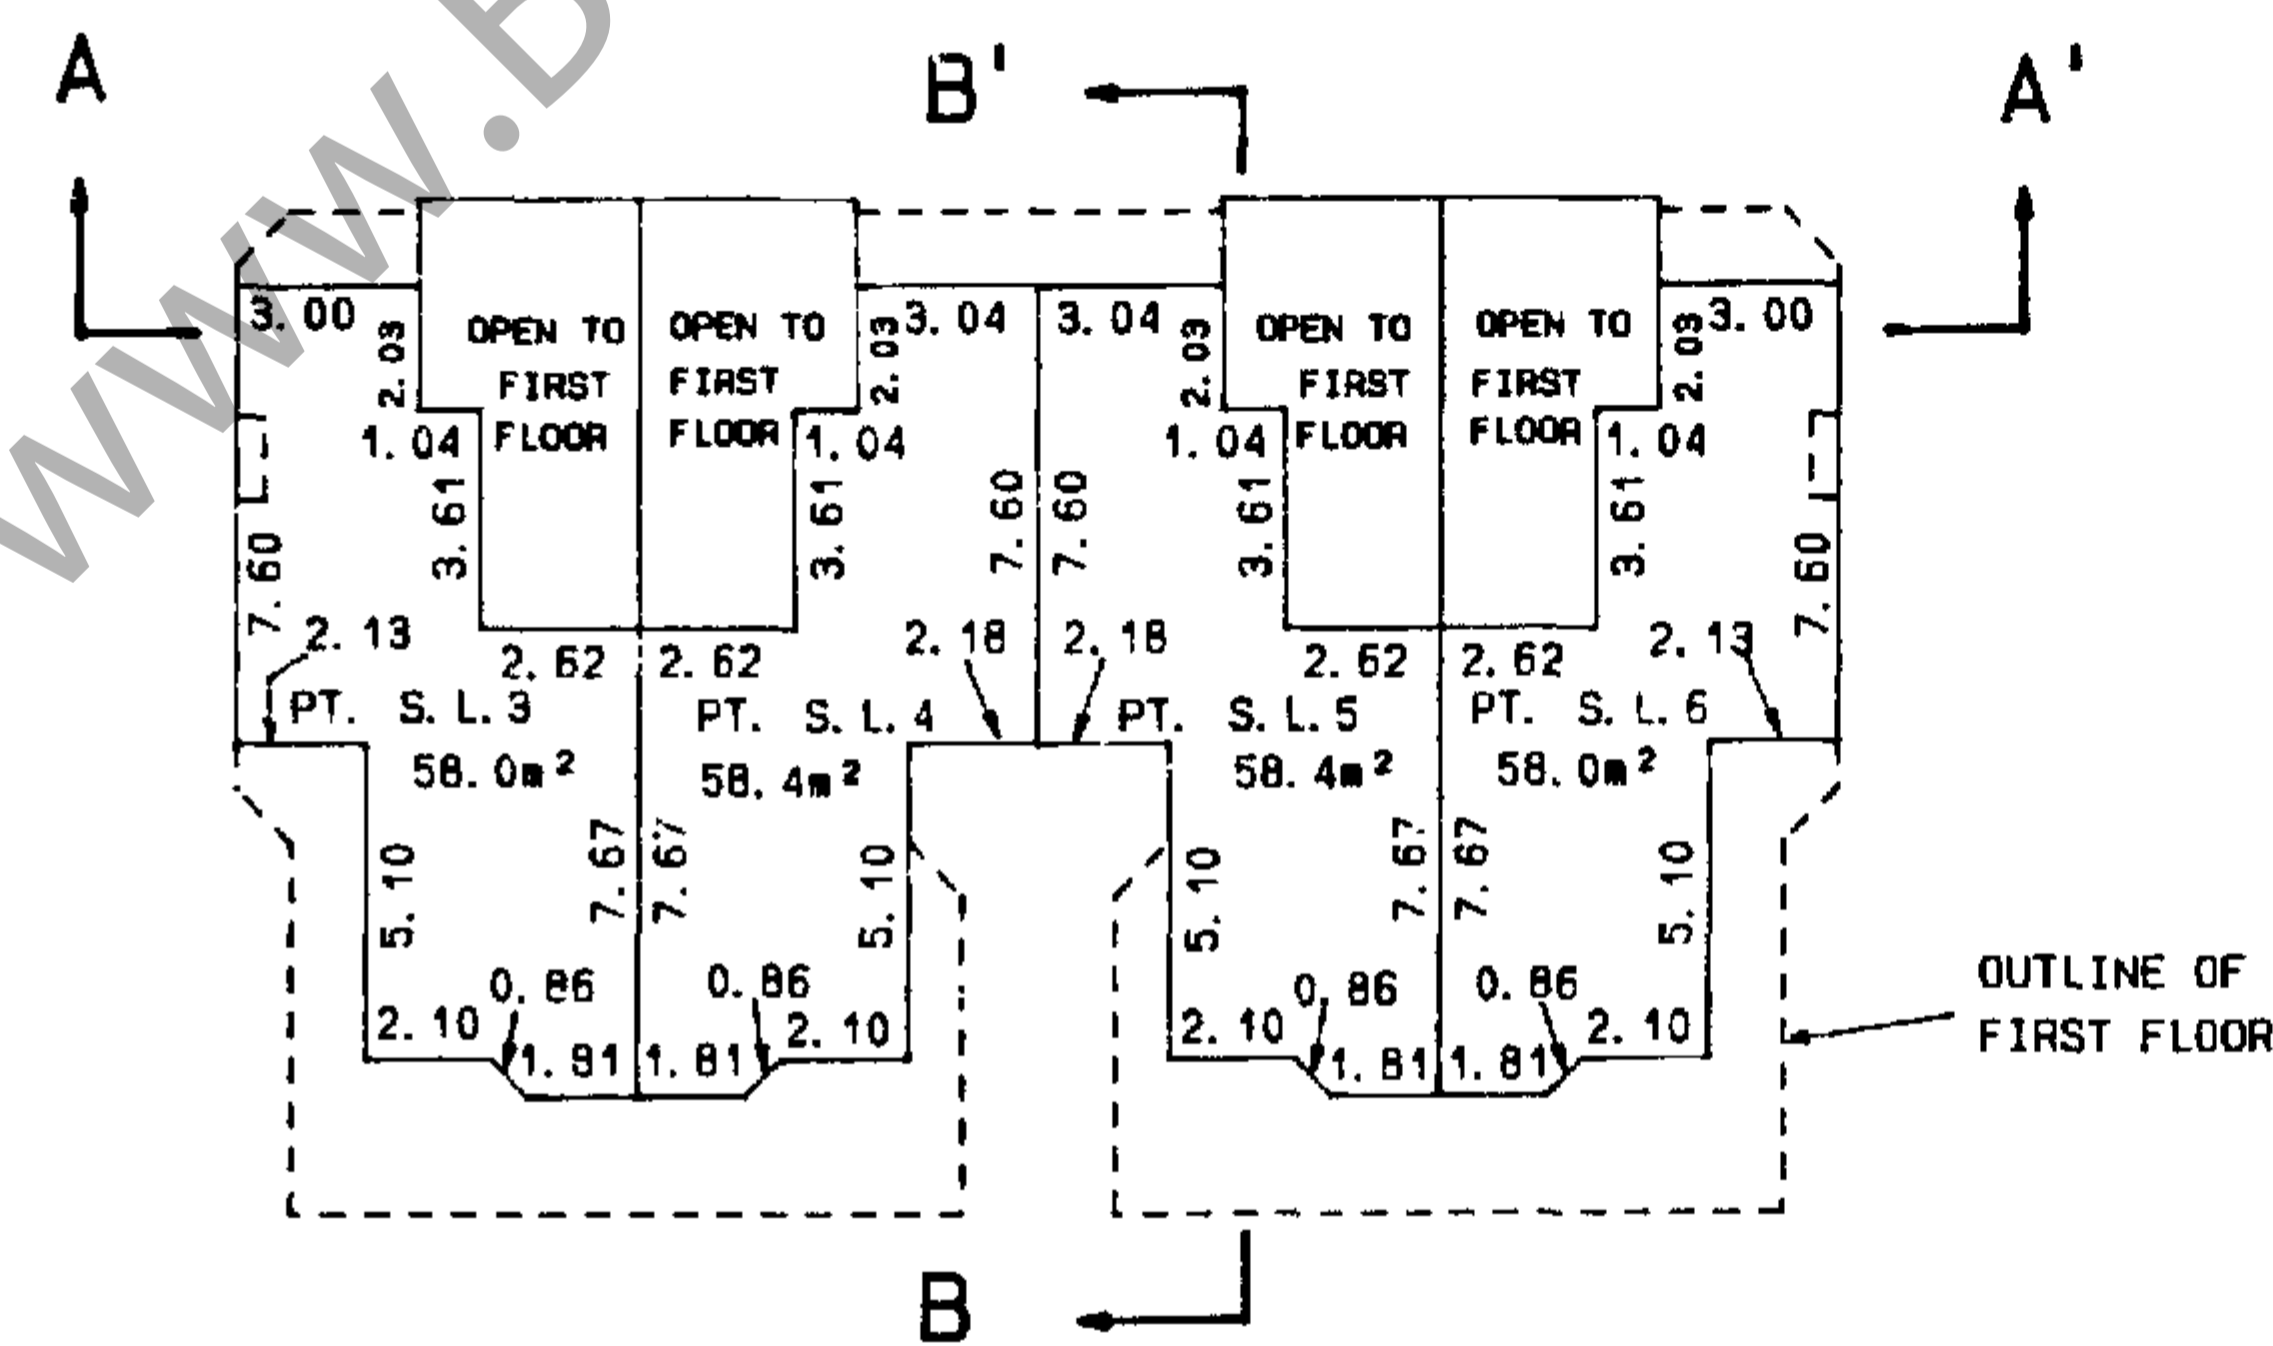 A
B'
A'
www.B
3.00
2.03
OPEN TO
FIRST
FLOOR
OPEN TO
FIRST
FLOOR
2.03
3.04
3.04
2.03
OPEN TO
FIRST
FLOOR
OPEN TO
FIRST
FLOOR
2.03
3.00
1.04
1.04
1.04
1.04
3.61
3.61
7.60
7.60
3.61
3.61
7.60
7.60
2.13
2.62
2.62
2.18
2.18
2.62
2.62
2.13
PT. S.L.3
58.0m²
PT. S.L.4
58.4m²
PT. S.L.5
58.4m²
PT. S.L.6
58.0m²
5.10
7.67
7.67
5.10
5.10
7.67
7.67
5.10
0.86
0.86
0.86
0.86
2.10
2.10
2.10
2.10
1.81
1.81
1.81
1.81
OUTLINE OF
FIRST FLOOR
B